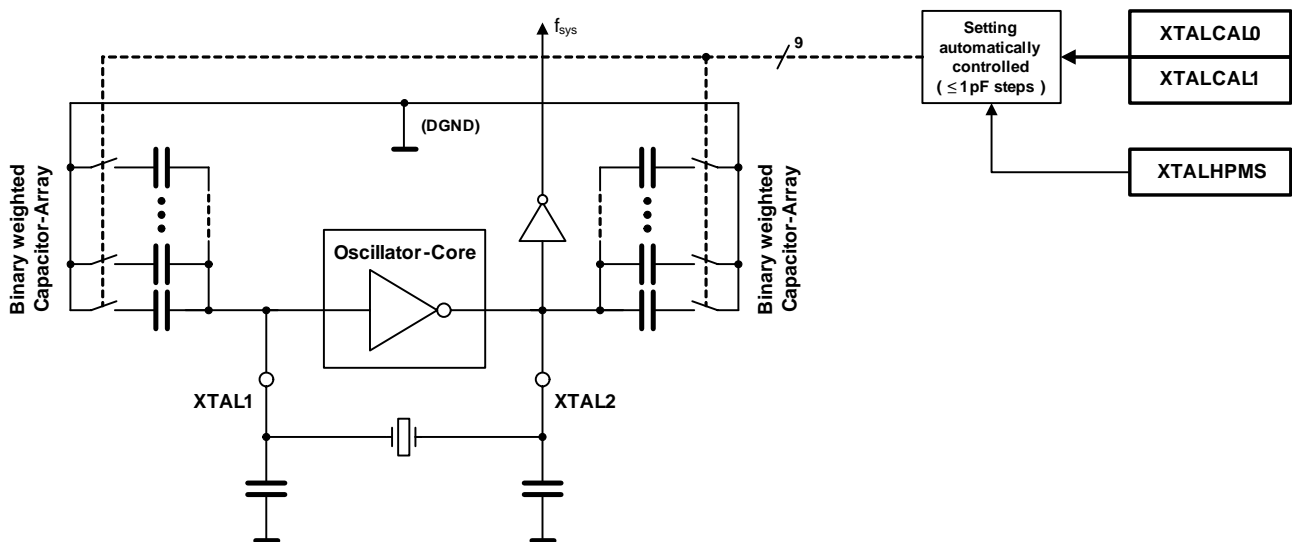 f_sys
9
Setting
automatically
controlled
( ≤ 1pF steps )
XTALCAL0
XTALCAL1
XTALHPMS
(DGND)
Binary weighted
Capacitor-Array
Oscillator-Core
Binary weighted
Capacitor-Array
XTAL1
XTAL2